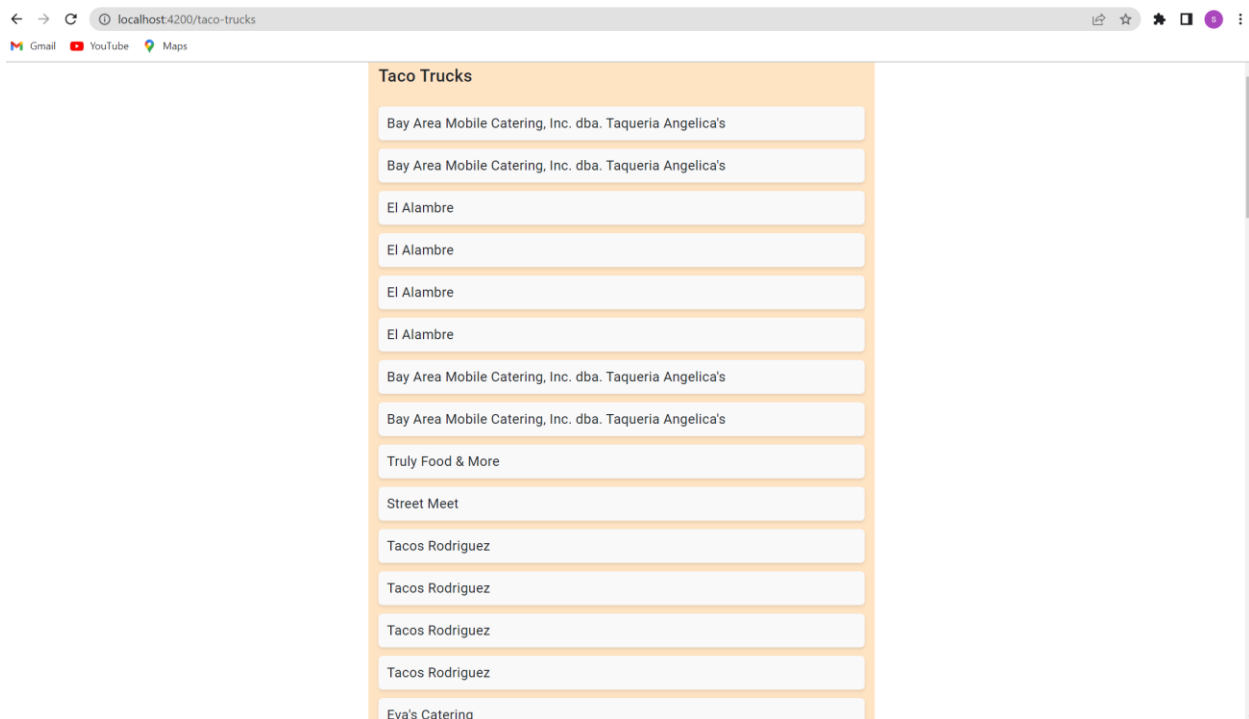 localhost:4200/taco-trucks
S
Gmail YouTube Maps
Taco Trucks
Bay Area Mobile Catering, Inc. dba. Taqueria Angelica's
Bay Area Mobile Catering, Inc. dba. Taqueria Angelica's
El Alambre
El Alambre
El Alambre
El Alambre
Bay Area Mobile Catering, Inc. dba. Taqueria Angelica's
Bay Area Mobile Catering, Inc. dba. Taqueria Angelica's
Truly Food & More
Street Meet
Tacos Rodriguez
Tacos Rodriguez
Tacos Rodriguez
Tacos Rodriguez
Eva's Catering